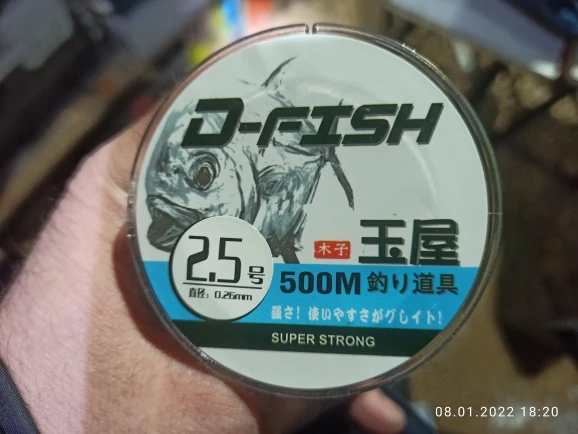 D-FISH
木子 玉屋
2.5号
直径: 0.26mm
500M 釣り道具
强さ! 使いやすさがグレイト!
SUPER STRONG
08.01.2022 18:20